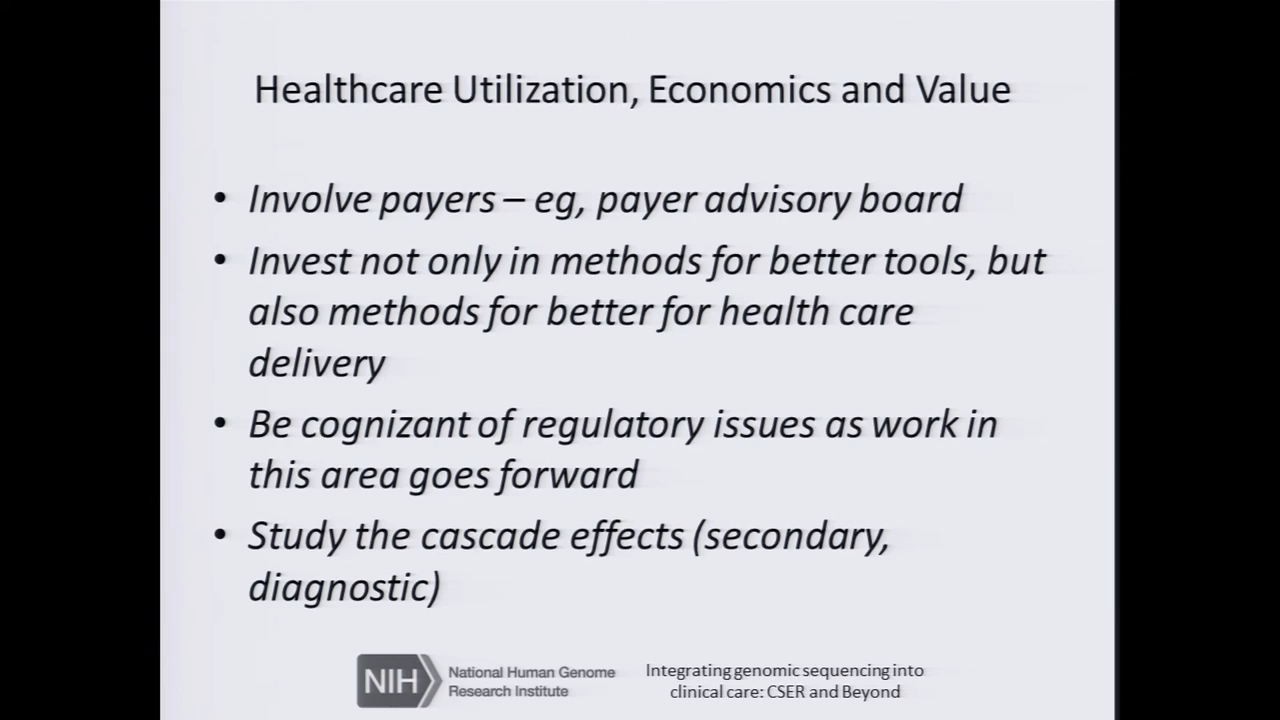 Healthcare Utilization, Economics and Value
• Involve payers – eg, payer advisory board
• Invest not only in methods for better tools, but
also methods for better for health care
delivery
• Be cognizant of regulatory issues as work in
this area goes forward
• Study the cascade effects (secondary,
diagnostic)
NIH
National Human Genome
Research Institute
Integrating genomic sequencing into
clinical care: CSER and Beyond